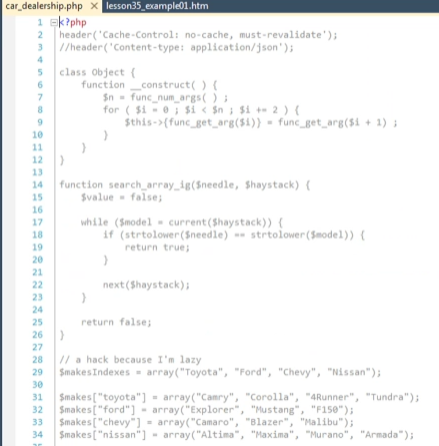 car_dealership.php × lesson35_example01.htm
1 <?php
2 header('Cache-Control: no-cache, must-revalidate');
3 //header('Content-type: application/json');
4
5 class Object {
6 function __construct( ) {
7 $n = func_num_args( ) ;
8 for ( $i = 0 ; $i < $n ; $i += 2 ) {
9 $this->{func_get_arg($i)} = func_get_arg($i + 1) ;
10 }
11 }
12 }
13
14 function search_array_ig($needle, $haystack) {
15 $value = false;
16
17 while ($model = current($haystack)) {
18 if (strtolower($needle) == strtolower($model)) {
19 return true;
20 }
21
22 next($haystack);
23 }
24
25 return false;
26 }
27
28 // a hack because I'm lazy
29 $makesIndexes = array("Toyota", "Ford", "Chevy", "Nissan");
30
31 $makes["toyota"] = array("Camry", "Corolla", "4Runner", "Tundra");
32 $makes["ford"] = array("Explorer", "Mustang", "F150");
33 $makes["chevy"] = array("Camaro", "Blazer", "Malibu");
34 $makes["nissan"] = array("Altima", "Maxima", "Murano", "Armada");